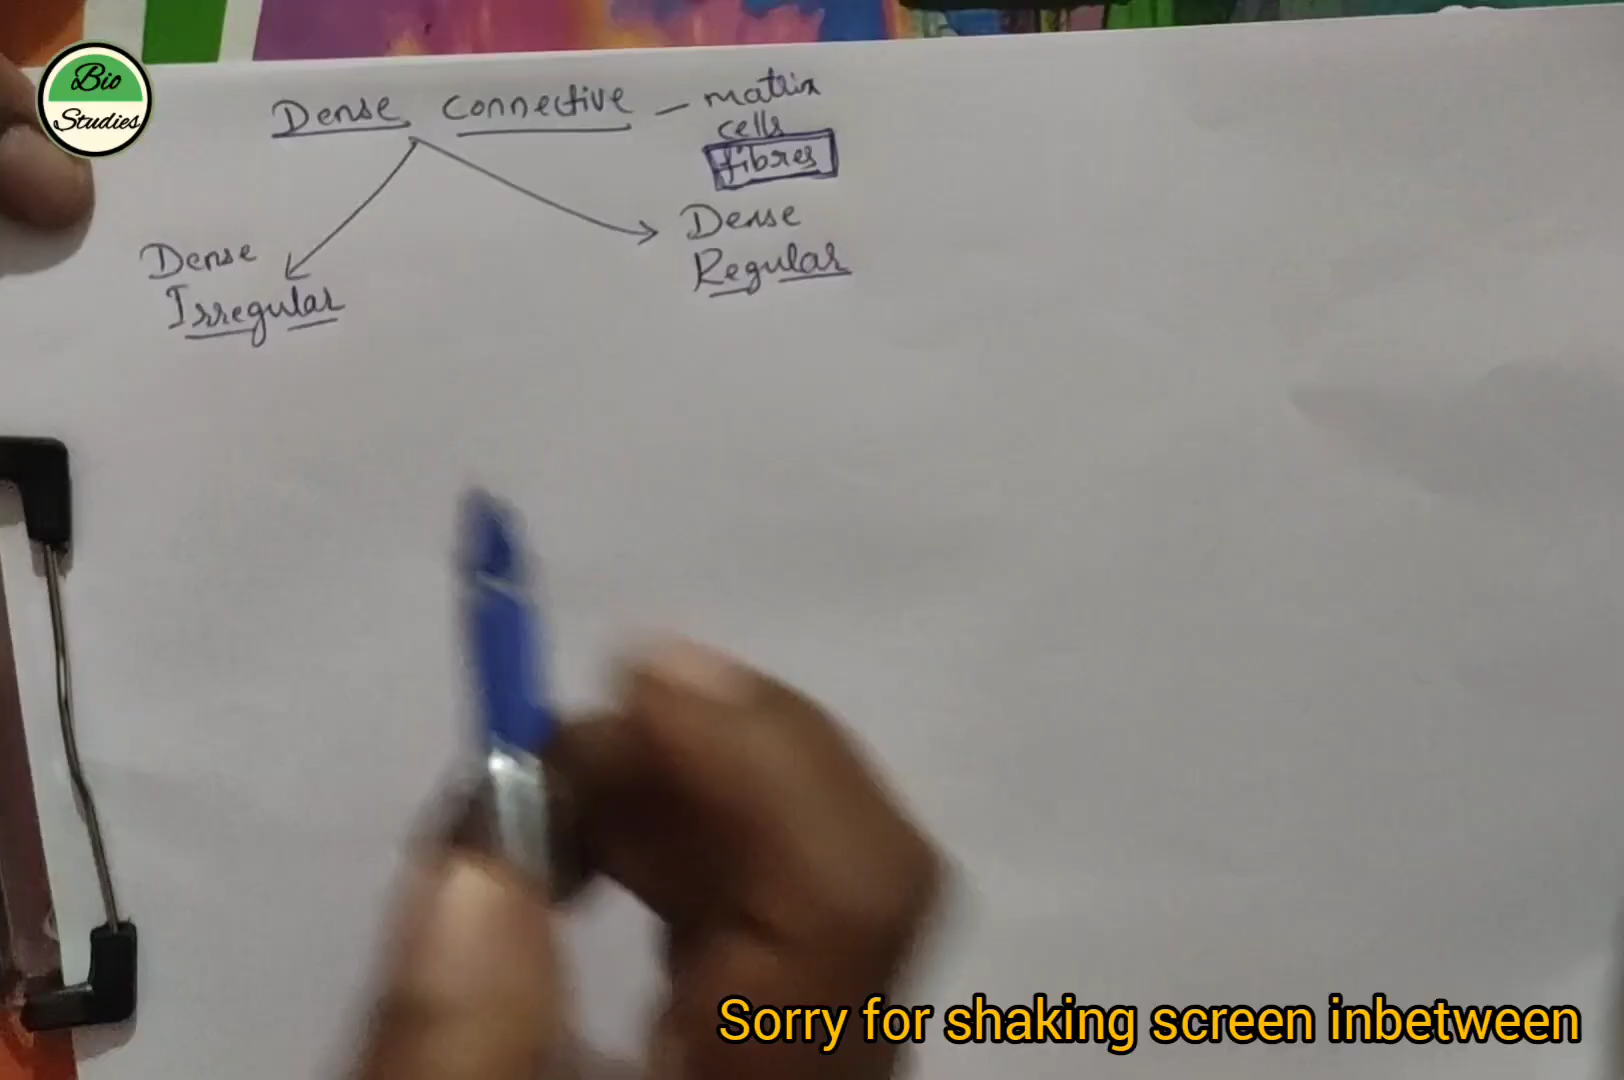 Bio
Studies
Dense Connective - matrix
cells
fibres
Dense
Regular
Dense
Irregular
Sorry for shaking screen inbetween